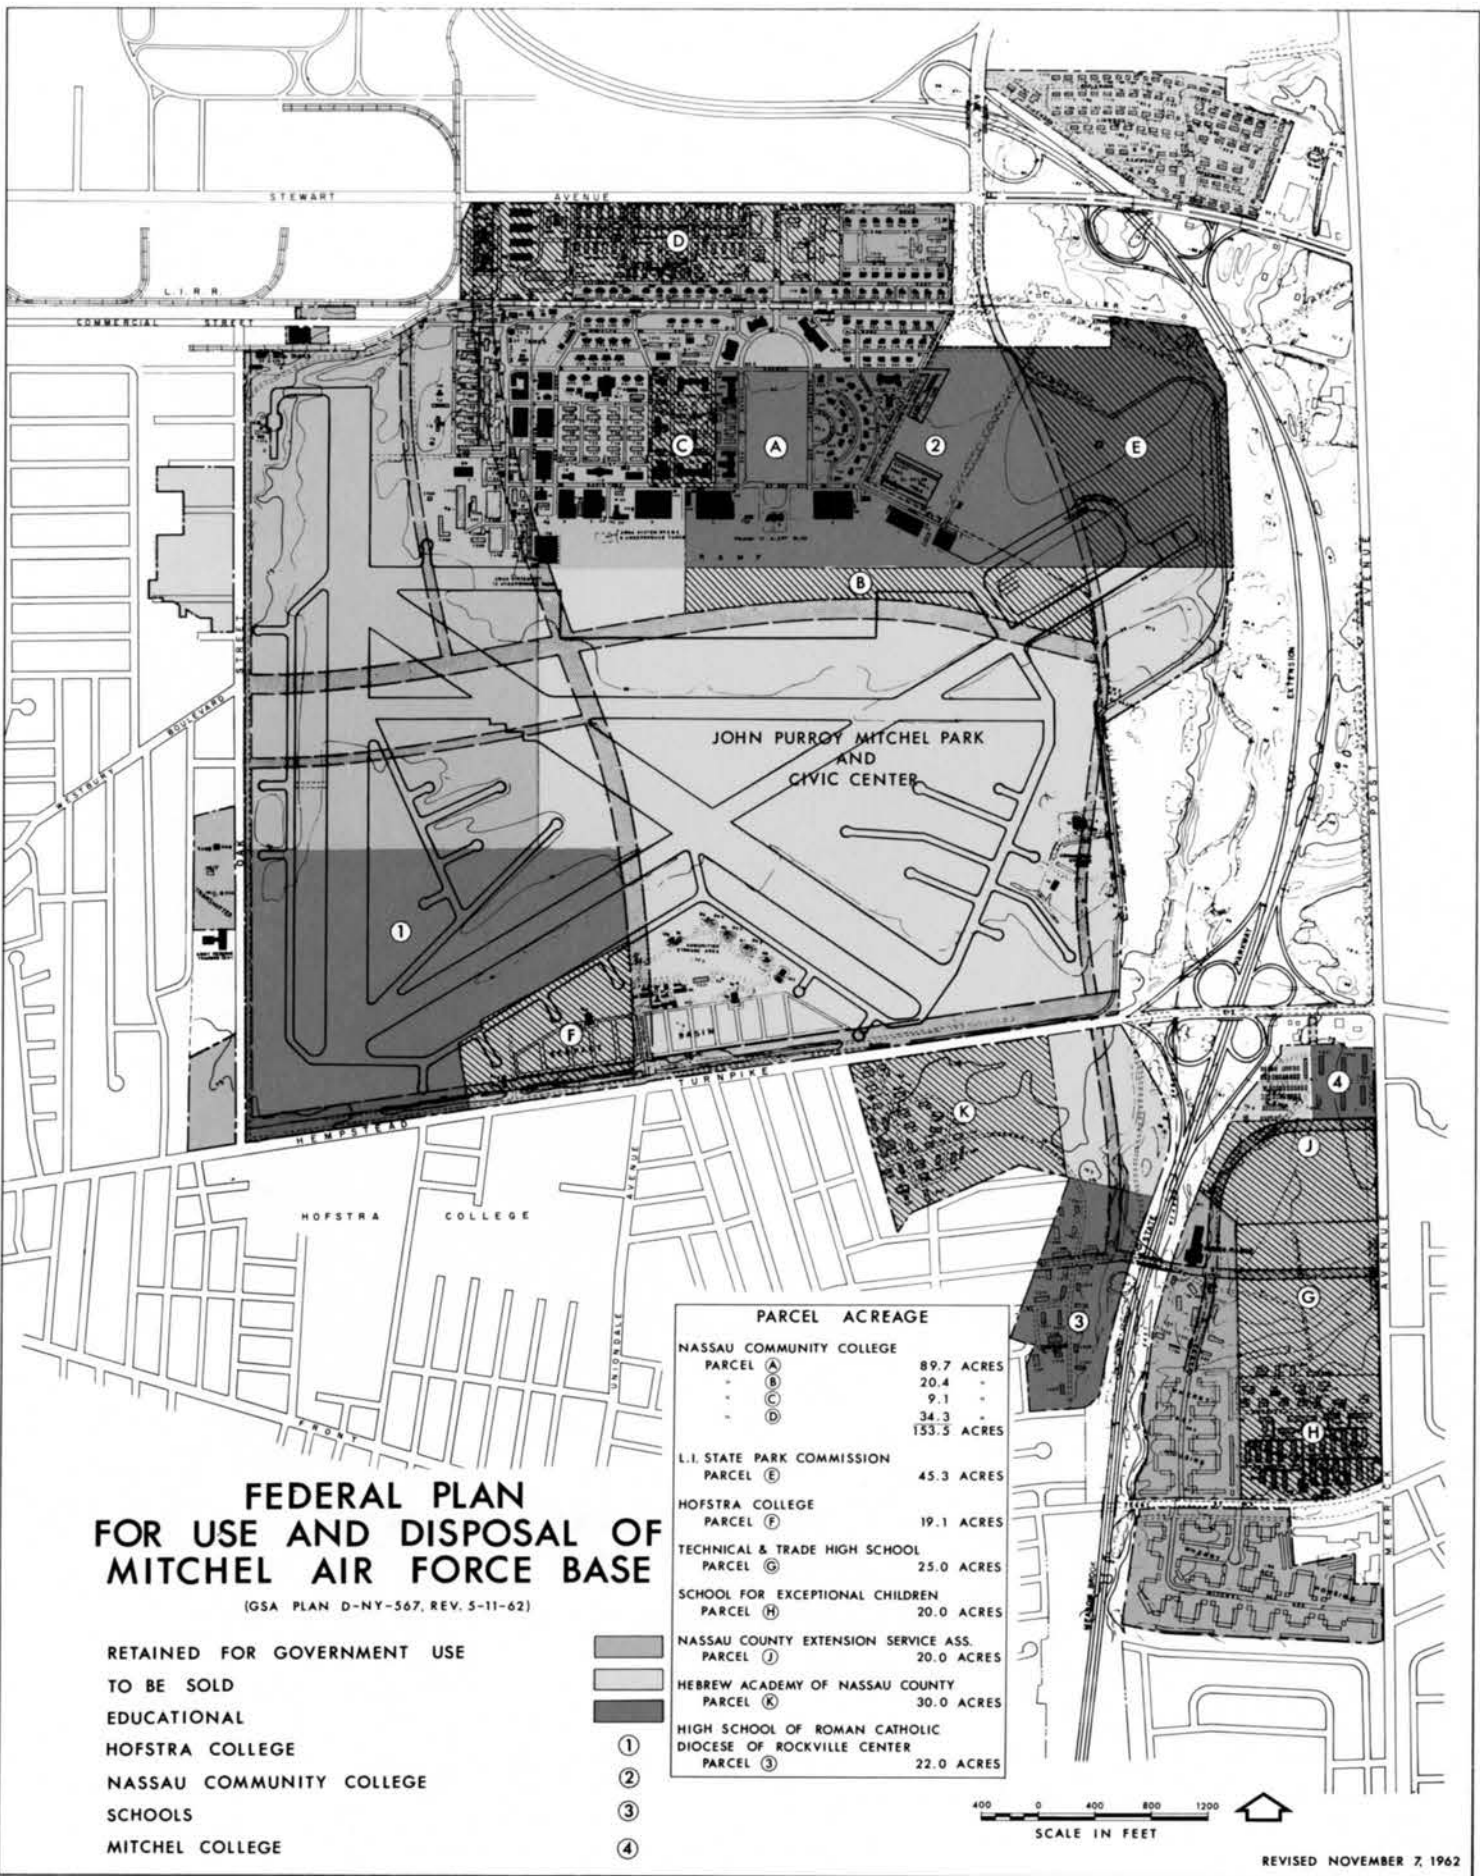 STEWART AVENUE
L.I.R.R.
L.I.R.R.
COMMERCIAL STREET
D
C
A
2
E
RAMP
B
OAK STREET
WESTBURY BOULEVARD
JOHN PURROY MITCHEL PARK
AND
CIVIC CENTER
EXTENSION
POST AVENUE
TRANSMITTER
1
F
BASIN
PARKWAY
HEMPSTEAD TURNPIKE
K
4
J
HOFSTRA COLLEGE
UNIONDALE AVENUE
STATE
3
G
H
MERRICK AVENUE
FRONT
MEADOW BROOK
PARCEL ACREAGE
NASSAU COMMUNITY COLLEGE
PARCEL A 89.7 ACRES
" B 20.4 "
" C 9.1 "
" D 34.3 "
153.5 ACRES
L.I. STATE PARK COMMISSION
PARCEL E 45.3 ACRES
HOFSTRA COLLEGE
PARCEL F 19.1 ACRES
TECHNICAL & TRADE HIGH SCHOOL
PARCEL G 25.0 ACRES
SCHOOL FOR EXCEPTIONAL CHILDREN
PARCEL H 20.0 ACRES
NASSAU COUNTY EXTENSION SERVICE ASS.
PARCEL J 20.0 ACRES
HEBREW ACADEMY OF NASSAU COUNTY
PARCEL K 30.0 ACRES
HIGH SCHOOL OF ROMAN CATHOLIC
DIOCESE OF ROCKVILLE CENTER
PARCEL 3 22.0 ACRES
FEDERAL PLAN
FOR USE AND DISPOSAL OF
MITCHEL AIR FORCE BASE
(GSA PLAN D-NY-567, REV. 5-11-62)
RETAINED FOR GOVERNMENT USE
TO BE SOLD
EDUCATIONAL
HOFSTRA COLLEGE 1
NASSAU COMMUNITY COLLEGE 2
SCHOOLS 3
MITCHEL COLLEGE 4
400 0 400 800 1200
SCALE IN FEET
REVISED NOVEMBER 7, 1962